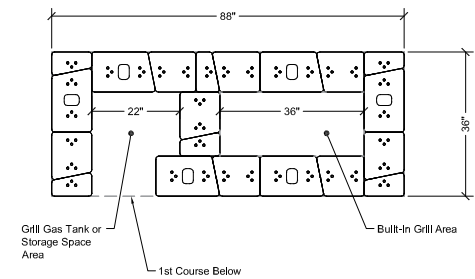 88"
22"
36"
36"
Grill Gas Tank or
Storage Space
Area
Built-In Grill Area
1st Course Below